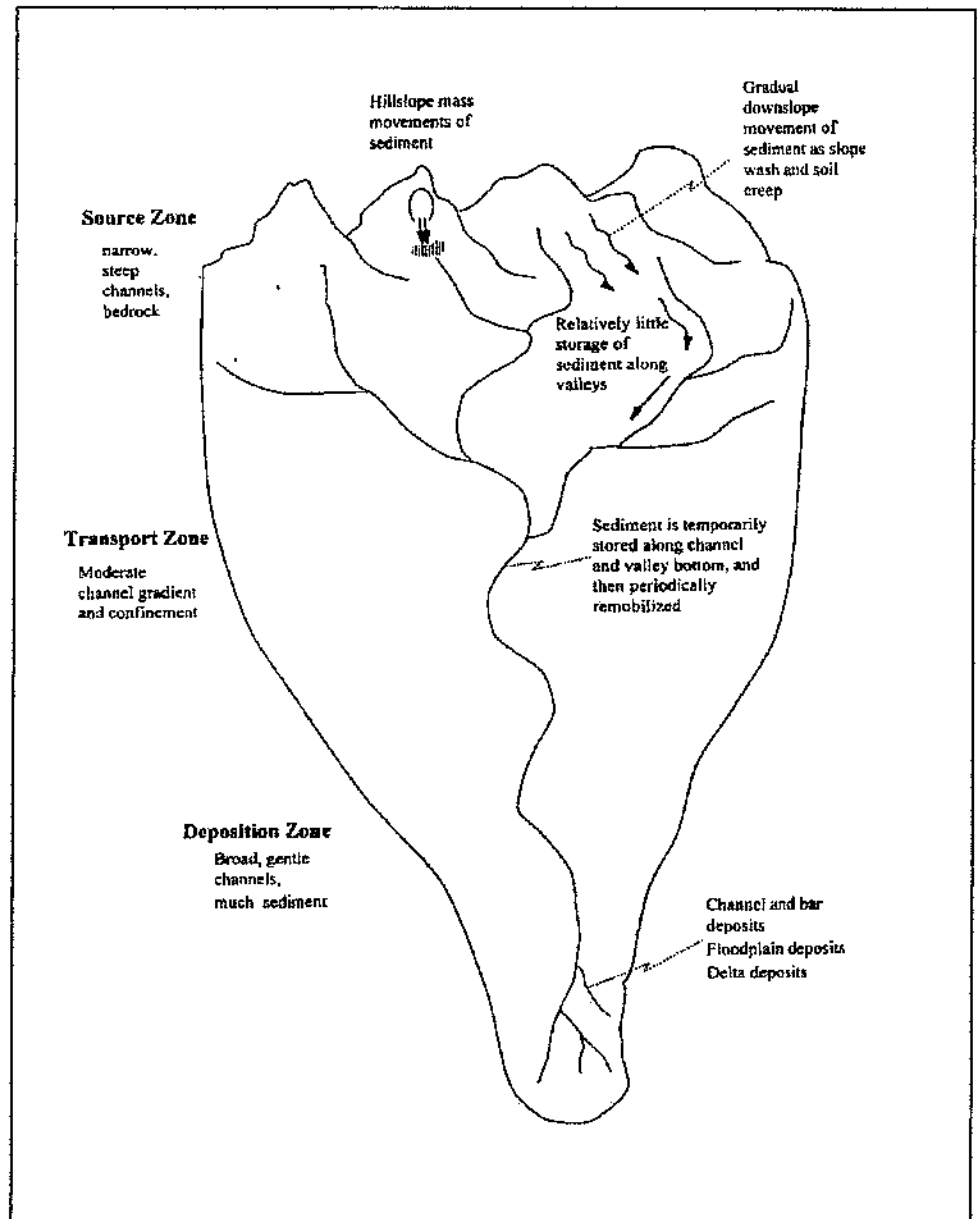 Hillslope mass
movements of
sediment
Gradual
downslope
movement of
sediment as slope
wash and soil
creep
Source Zone
narrow,
steep
channels,
bedrock
Relatively little
storage of
sediment along
valleys
Transport Zone
Moderate
channel gradient
and confinement
Sediment is temporarily
stored along channel
and valley bottom, and
then periodically
remobilized
Deposition Zone
Broad, gentle
channels,
much sediment
Channel and bar
deposits
Floodplain deposits
Delta deposits